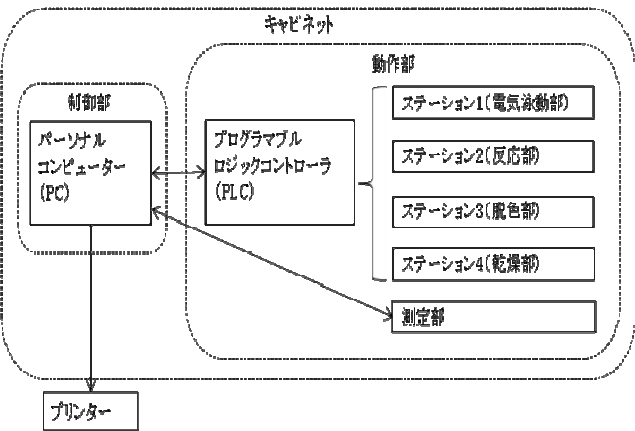 キャビネット
動作部
制御部
パーソナル
コンピューター
(PC)
プログラマブル
ロジックコントローラ
(PLC)
ステーション1(電気泳動部)
ステーション2(反応部)
ステーション3(脱色部)
ステーション4(乾燥部)
測定部
プリンター